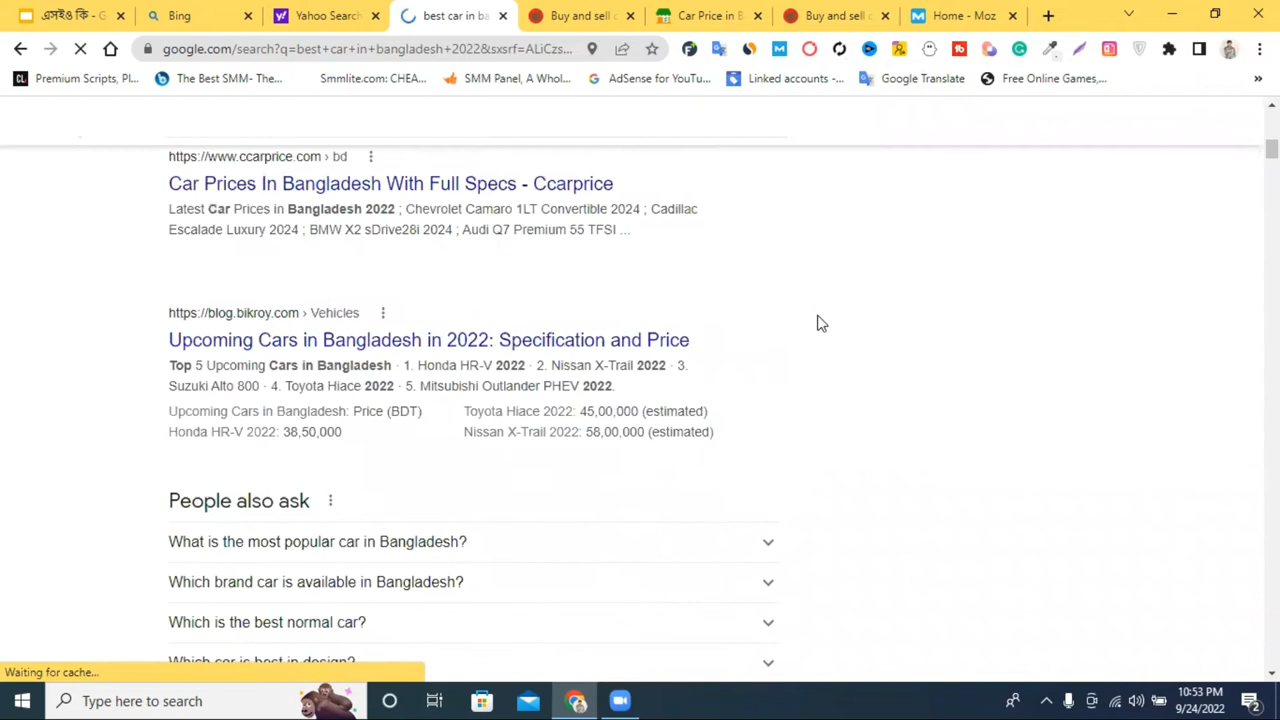 এসইও কি - G
Bing
Yahoo Search
best car in ba
Buy and sell c
Car Price in B
Buy and sell c
Home - Moz
google.com/search?q=best+car+in+bangladesh+2022&sxsrf=ALiCzs...
Premium Scripts, Pl...
The Best SMM- The...
Smmlite.com: CHEA...
SMM Panel, A Whol...
AdSense for YouTu...
Linked accounts -...
Google Translate
Free Online Games,...
https://www.ccarprice.com › bd
Car Prices In Bangladesh With Full Specs - Ccarprice
Latest Car Prices in Bangladesh 2022 ; Chevrolet Camaro 1LT Convertible 2024 ; Cadillac
Escalade Luxury 2024 ; BMW X2 sDrive28i 2024 ; Audi Q7 Premium 55 TFSI ...
https://blog.bikroy.com › Vehicles
Upcoming Cars in Bangladesh in 2022: Specification and Price
Top 5 Upcoming Cars in Bangladesh · 1. Honda HR-V 2022 · 2. Nissan X-Trail 2022 · 3.
Suzuki Alto 800 · 4. Toyota Hiace 2022 · 5. Mitsubishi Outlander PHEV 2022.
Upcoming Cars in Bangladesh: Price (BDT)
Toyota Hiace 2022: 45,00,000 (estimated)
Honda HR-V 2022: 38,50,000
Nissan X-Trail 2022: 58,00,000 (estimated)
People also ask
What is the most popular car in Bangladesh?
Which brand car is available in Bangladesh?
Which is the best normal car?
Which car is best in design?
Waiting for cache...
Type here to search
10:53 PM
9/24/2022
2